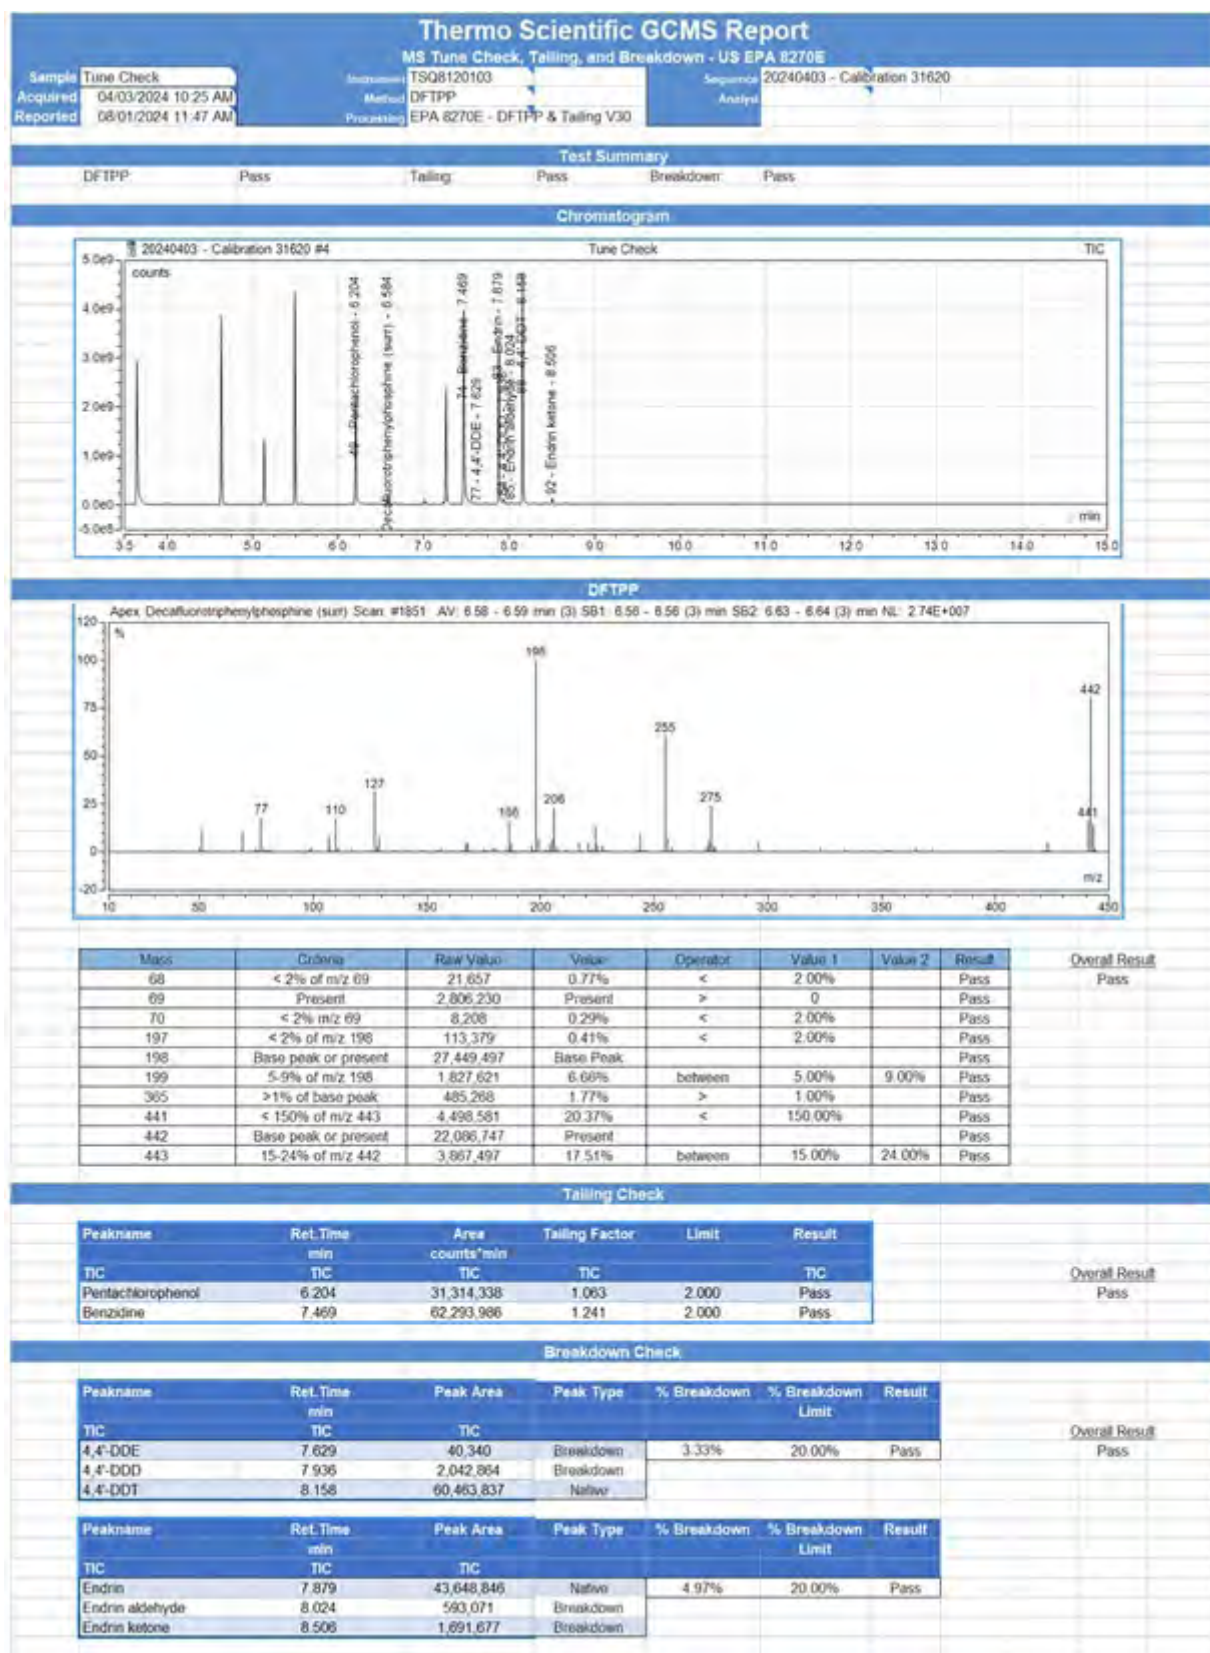 Thermo Scientific GCMS Report
MS Tune Check, Tailing, and Breakdown - US EPA 8270E
Sample Tune Check Instrument TSQ8120103 Sequence 20240403 - Calibration 31620
Acquired 04/03/2024 10:25 AM Method DFTPP Analyst
Reported 08/01/2024 11:47 AM Processing EPA 8270E - DFTPP & Tailing V30
Test Summary
DFTPP: Pass Tailing: Pass Breakdown: Pass
Chromatogram
20240403 - Calibration 31620 #4 Tune Check TIC
counts
5.0e9
4.0e9
3.0e9
2.0e9
1.0e9
0.0e0
-5.0e8
49 - Pentachlorophenol - 6.204
Decafluorotriphenylphosphine (surr) - 6.584
74 - Benzidine - 7.469
77 - 4,4'-DDE - 7.629
83 - Endrin - 7.879
85 - Endrin aldehyde - 8.024
4,4'-DDT - 8.158
92 - Endrin ketone - 8.506
min
3.5 4.0 5.0 6.0 7.0 8.0 9.0 10.0 11.0 12.0 13.0 14.0 15.0
DFTPP
Apex Decafluorotriphenylphosphine (surr) Scan: #1851 AV: 6.58 - 6.59 min (3) SB1: 6.56 - 6.56 (3) min SB2: 6.63 - 6.64 (3) min NL: 2.74E+007
%
120
100
75
50
25
0
-20
77
110
127
186
198
206
255
275
441
442
m/z
10 50 100 150 200 250 300 350 400 450
Mass Criteria Raw Value Value Operator Value 1 Value 2 Result Overall Result
68 < 2% of m/z 69 21,657 0.77% < 2.00% Pass Pass
69 Present 2,806,230 Present > 0 Pass
70 < 2% m/z 69 8,208 0.29% < 2.00% Pass
197 < 2% of m/z 198 113,379 0.41% < 2.00% Pass
198 Base peak or present 27,449,497 Base Peak Pass
199 5-9% of m/z 198 1,827,621 6.66% between 5.00% 9.00% Pass
365 >1% of base peak 485,268 1.77% > 1.00% Pass
441 < 150% of m/z 443 4,498,581 20.37% < 150.00% Pass
442 Base peak or present 22,086,747 Present Pass
443 15-24% of m/z 442 3,867,497 17.51% between 15.00% 24.00% Pass
Tailing Check
Peakname Ret.Time Area Tailing Factor Limit Result
min counts*min
TIC TIC TIC TIC TIC Overall Result
Pentachlorophenol 6.204 31,314,338 1.063 2.000 Pass Pass
Benzidine 7.469 62,293,986 1.241 2.000 Pass
Breakdown Check
Peakname Ret.Time Peak Area Peak Type % Breakdown % Breakdown Result
min Limit
TIC TIC TIC Overall Result
4,4'-DDE 7.629 40,340 Breakdown 3.33% 20.00% Pass Pass
4,4'-DDD 7.936 2,042,864 Breakdown
4,4'-DDT 8.158 60,463,837 Native
Peakname Ret.Time Peak Area Peak Type % Breakdown % Breakdown Result
min Limit
TIC TIC TIC
Endrin 7.879 43,648,846 Native 4.97% 20.00% Pass
Endrin aldehyde 8.024 593,071 Breakdown
Endrin ketone 8.506 1,691,677 Breakdown